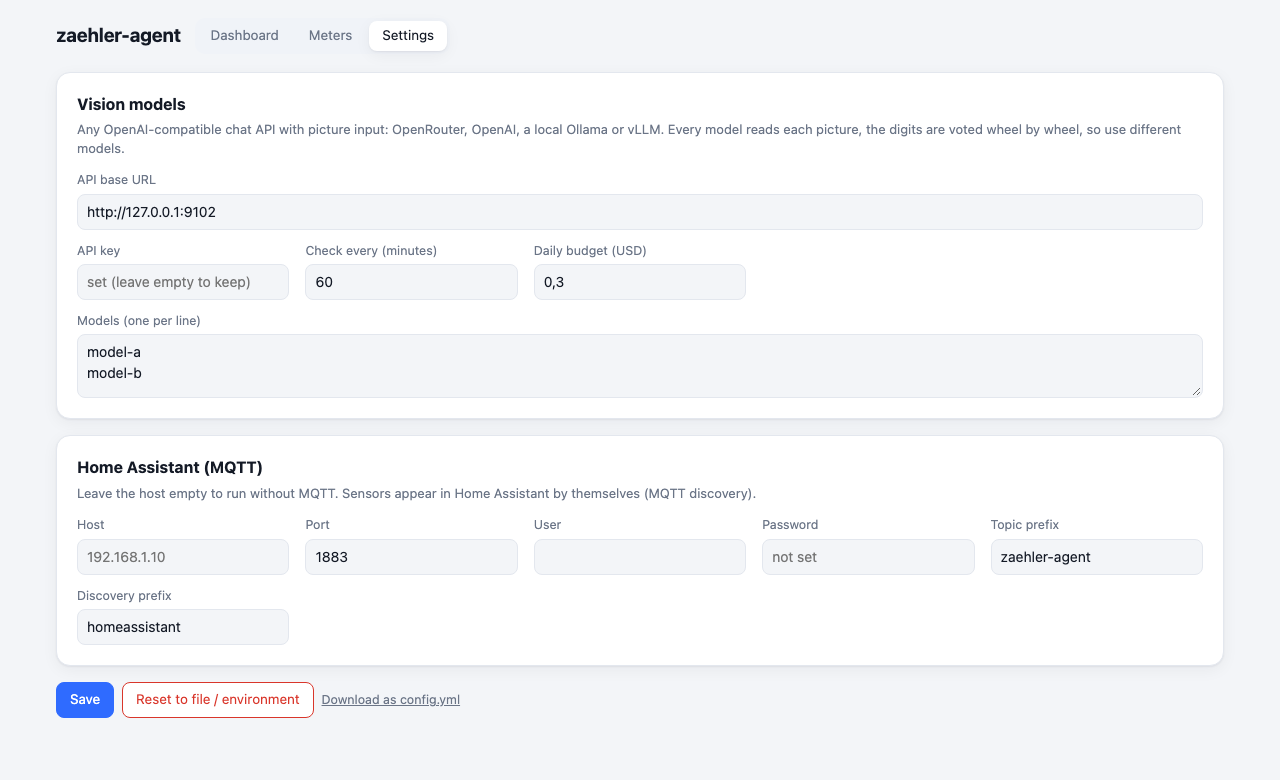 zaehler-agent Dashboard Meters Settings
Vision models
Any OpenAI-compatible chat API with picture input: OpenRouter, OpenAI, a local Ollama or vLLM. Every model reads each picture, the digits are voted wheel by wheel, so use different
models.
API base URL
http://127.0.0.1:9102
API key Check every (minutes) Daily budget (USD)
set (leave empty to keep) 60 0,3
Models (one per line)
model-a
model-b
Home Assistant (MQTT)
Leave the host empty to run without MQTT. Sensors appear in Home Assistant by themselves (MQTT discovery).
Host Port User Password Topic prefix
192.168.1.10 1883 not set zaehler-agent
Discovery prefix
homeassistant
Save Reset to file / environment Download as config.yml